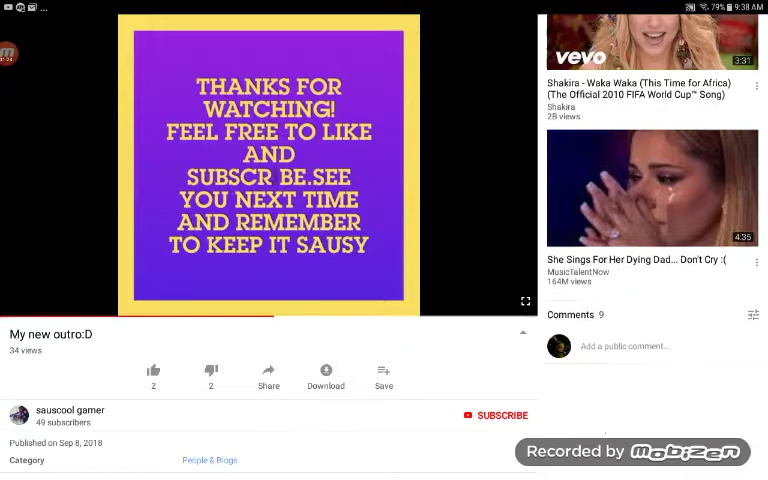 79% 9:38 AM
THANKS FOR
WATCHING!
FEEL FREE TO LIKE
AND
SUBSCR BE.SEE
YOU NEXT TIME
AND REMEMBER
TO KEEP IT SAUSY
My new outro:D
34 views
2
2
Share
Download
Save
sauscool gamer
49 subscribers
SUBSCRIBE
Published on Sep 8, 2018
Category People & Blogs
vevo
3:31
Shakira - Waka Waka (This Time for Africa)
(The Official 2010 FIFA World Cup™ Song)
Shakira
2B views
4:35
She Sings For Her Dying Dad... Don't Cry :(
MusicTalentNow
164M views
Comments 9
Add a public comment...
Recorded by Mobizen